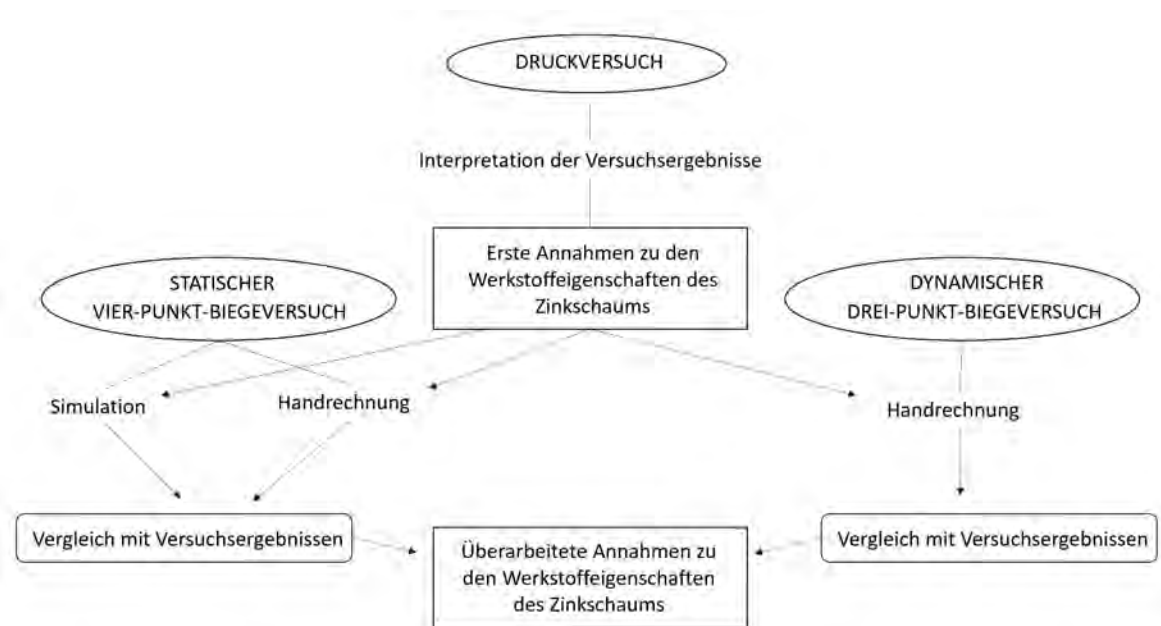 DRUCKVERSUCH
Interpretation der Versuchsergebnisse
Erste Annahmen zu den
Werkstoffeigenschaften des
Zinkschaums
STATISCHER
VIER-PUNKT-BIEGEVERSUCH
DYNAMISCHER
DREI-PUNKT-BIEGEVERSUCH
Simulation
Handrechnung
Handrechnung
Vergleich mit Versuchsergebnissen
Überarbeitete Annahmen zu
den Werkstoffeigenschaften
des Zinkschaums
Vergleich mit Versuchsergebnissen